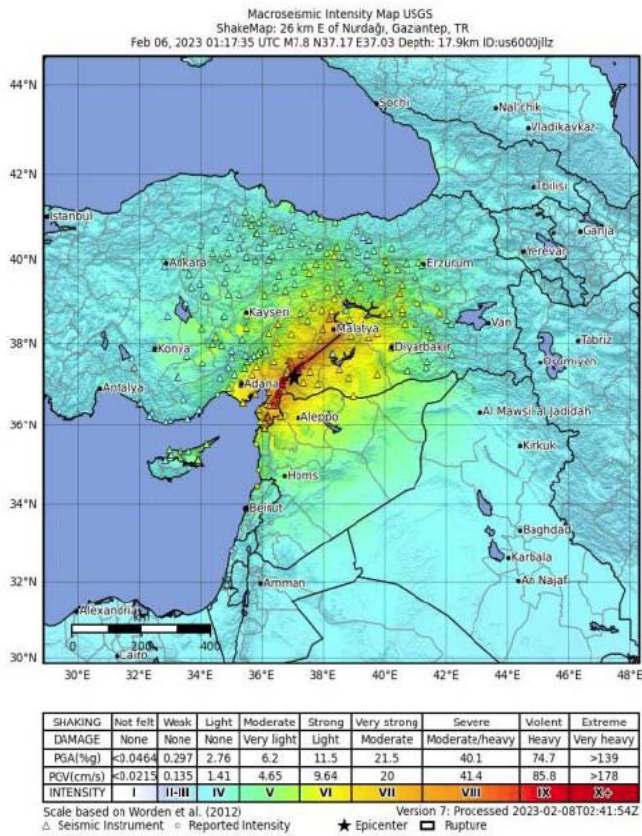 Macroseismic Intensity Map USGS
ShakeMap: 26 km E of Nurdağı, Gaziantep, TR
Feb 06, 2023 01:17:35 UTC M7.8 N37.17 E37.03 Depth: 17.9km ID:us6000jllz
44°N
42°N
40°N
38°N
36°N
34°N
32°N
30°N
Sochi
Nal'chik
Vladikavkaz
Tbilisi
Istanbul
Ganja
Yerevan
Ankara
Erzurum
Kayseri
Malatya
Van
Konya
Diyarbakir
Tabriz
Orumiyeh
Adana
Antalya
Al Mawsil al Jadidah
Aleppo
Kirkuk
Homs
Beirut
Baghdad
Karbala
Amman
An Najaf
Alexandria
km
0 200 400
Cairo
30°E 32°E 34°E 36°E 38°E 40°E 42°E 44°E 46°E 48°E
SHAKING Not felt Weak Light Moderate Strong Very strong Severe Violent Extreme
DAMAGE None None None Very light Light Moderate Moderate/heavy Heavy Very heavy
PGA(%g) <0.0464 0.297 2.76 6.2 11.5 21.5 40.1 74.7 >139
PGV(cm/s) <0.0215 0.135 1.41 4.65 9.64 20 41.4 85.8 >178
INTENSITY I II-III IV V VI VII VIII IX X+
Scale based on Worden et al. (2012) Version 7: Processed 2023-02-08T02:41:54Z
△ Seismic Instrument ○ Reported Intensity ★ Epicenter □ Rupture